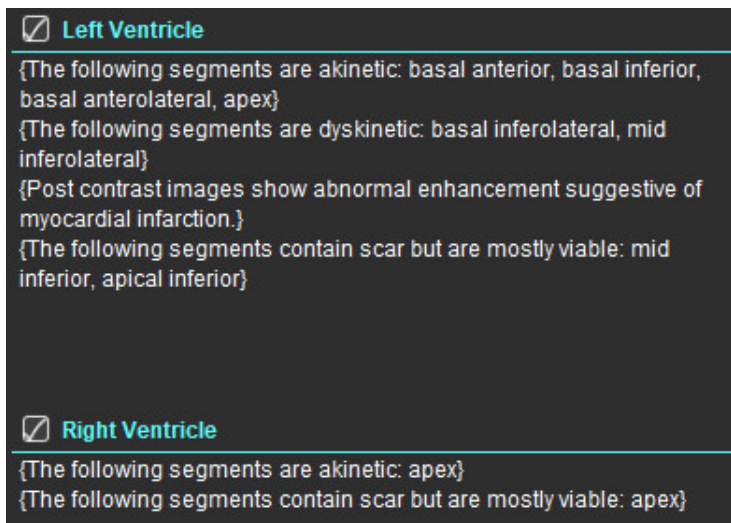 Left Ventricle
{The following segments are akinetic: basal anterior, basal inferior,
basal anterolateral, apex}
{The following segments are dyskinetic: basal inferolateral, mid
inferolateral}
{Post contrast images show abnormal enhancement suggestive of
myocardial infarction.}
{The following segments contain scar but are mostly viable: mid
inferior, apical inferior}
Right Ventricle
{The following segments are akinetic: apex}
{The following segments contain scar but are mostly viable: apex}